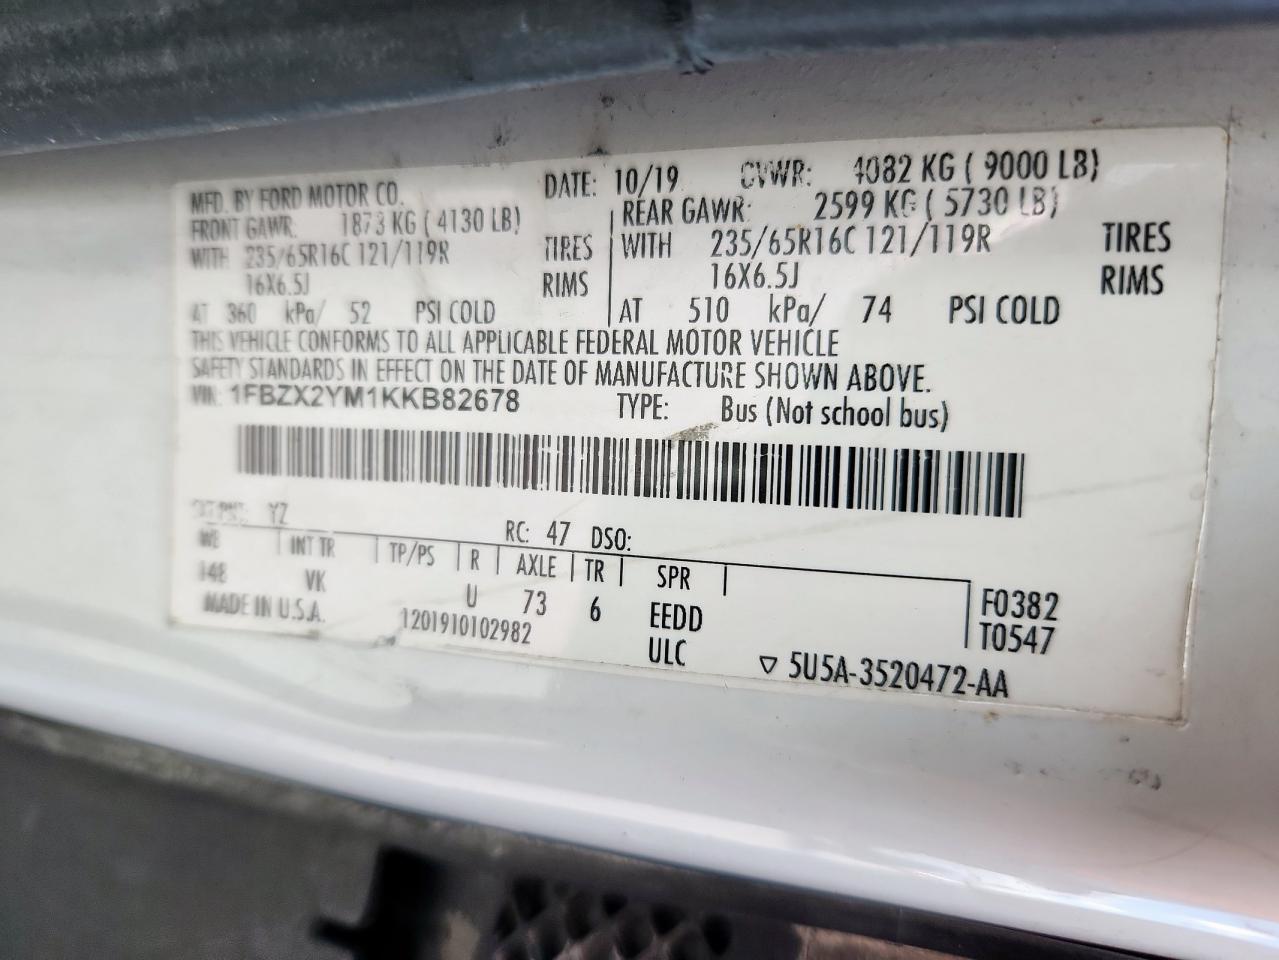 MFD. BY FORD MOTOR CO. DATE: 10/19 GVWR: 4082 KG ( 9000 LB)
FRONT GAWR: 1873 KG ( 4130 LB) REAR GAWR: 2599 KG ( 5730 LB)
WITH 235/65R16C 121/119R TIRES WITH 235/65R16C 121/119R TIRES
16X6.5J RIMS 16X6.5J RIMS
AT 360 kPa/ 52 PSI COLD AT 510 kPa/ 74 PSI COLD
THIS VEHICLE CONFORMS TO ALL APPLICABLE FEDERAL MOTOR VEHICLE
SAFETY STANDARDS IN EFFECT ON THE DATE OF MANUFACTURE SHOWN ABOVE.
VIN: 1FBZX2YM1KKB82678 TYPE: Bus (Not school bus)
EXT PNT: YZ RC: 47 DSO:
WB INT TR TP/PS R AXLE TR SPR
148 VK U 73 6 EEDD F0382
MADE IN U.S.A. 1201910102982 ULC T0547
▽ 5U5A-3520472-AA